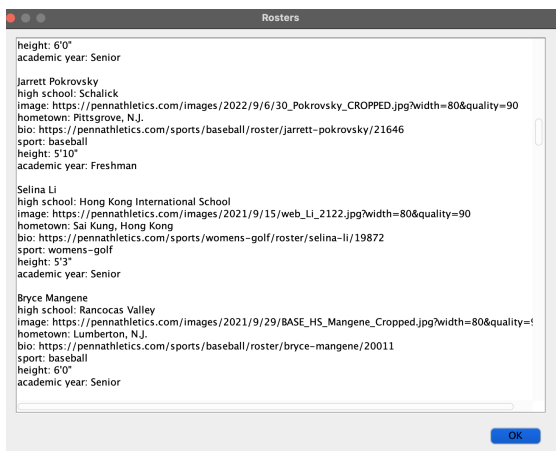 Rosters
height: 6'0"
academic year: Senior
Jarrett Pokrovsky
high school: Schalick
image: https://pennathletics.com/images/2022/9/6/30_Pokrovsky_CROPPED.jpg?width=80&quality=90
hometown: Pittsgrove, N.J.
bio: https://pennathletics.com/sports/baseball/roster/jarrett-pokrovsky/21646
sport: baseball
height: 5'10"
academic year: Freshman
Selina Li
high school: Hong Kong International School
image: https://pennathletics.com/images/2021/9/15/web_Li_2122.jpg?width=80&quality=90
hometown: Sai Kung, Hong Kong
bio: https://pennathletics.com/sports/womens-golf/roster/selina-li/19872
sport: womens-golf
height: 5'3"
academic year: Senior
Bryce Mangene
high school: Rancocas Valley
image: https://pennathletics.com/images/2021/9/29/BASE_HS_Mangene_Cropped.jpg?width=80&quality=
hometown: Lumberton, N.J.
bio: https://pennathletics.com/sports/baseball/roster/bryce-mangene/20011
sport: baseball
height: 6'0"
academic year: Senior
OK